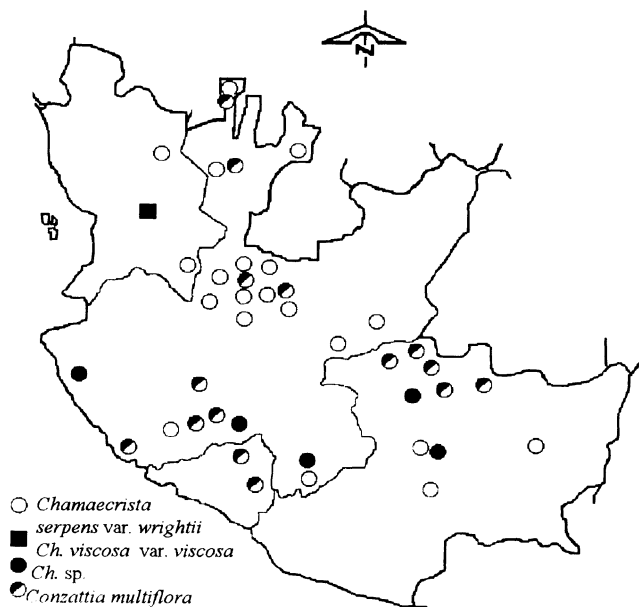 N
Chamaecrista
serpens var. wrightii
Ch. viscosa var. viscosa
Ch. sp.
Conzattia multiflora